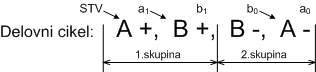 STV a₁ b₁ b₀ a₀
Delovni cikel: A +, B +, B -, A -
1.skupina 2.skupina